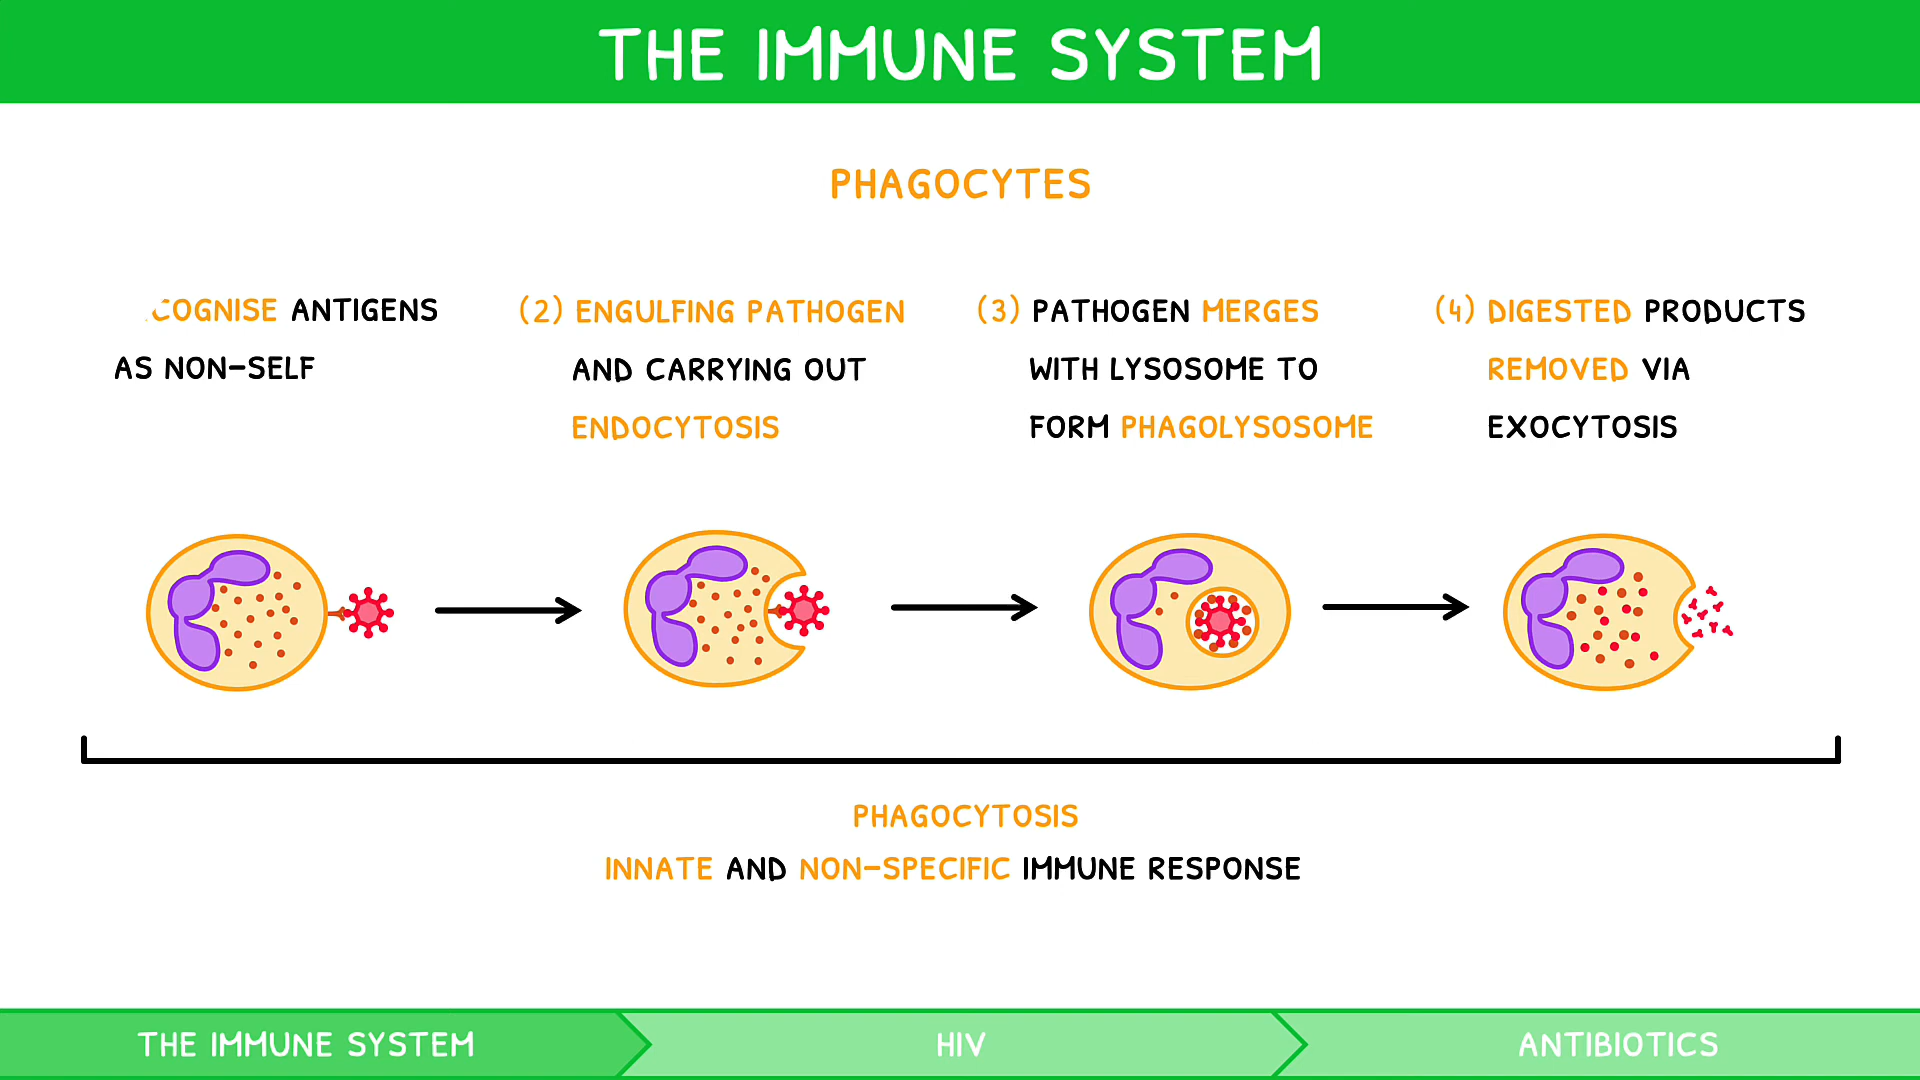 THE IMMUNE SYSTEM
PHAGOCYTES
COGNISE ANTIGENS
AS NON-SELF
(2) ENGULFING PATHOGEN
AND CARRYING OUT
ENDOCYTOSIS
(3) PATHOGEN MERGES
WITH LYSOSOME TO
FORM PHAGOLYSOSOME
(4) DIGESTED PRODUCTS
REMOVED VIA
EXOCYTOSIS
PHAGOCYTOSIS
INNATE AND NON-SPECIFIC IMMUNE RESPONSE
THE IMMUNE SYSTEM
HIV
ANTIBIOTICS